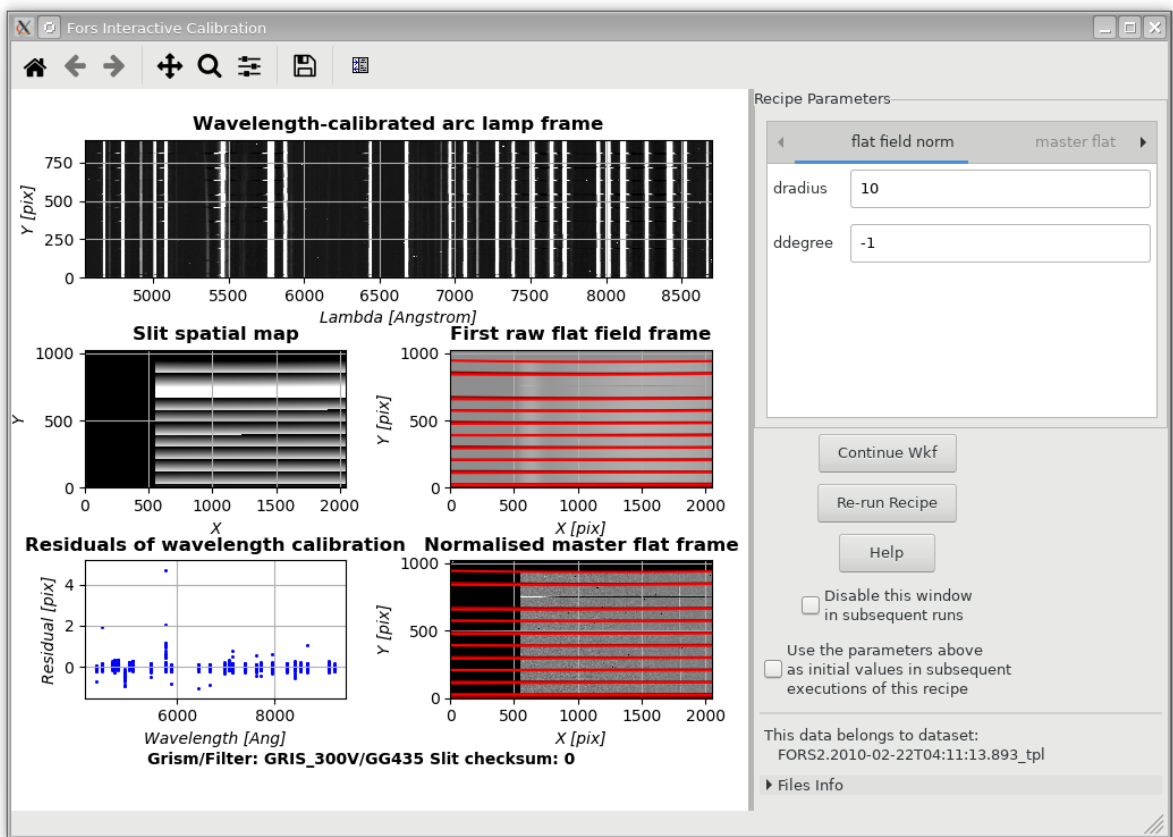 Fors Interactive Calibration
Recipe Parameters
flat field norm
master flat
dradius
10
ddegree
-1
Wavelength-calibrated arc lamp frame
Y [pix]
750
500
250
0
5000 5500 6000 6500 7000 7500 8000 8500
Lambda [Angstrom]
Slit spatial map
Y
1000
500
0
0 500 1000 1500 2000
X
First raw flat field frame
Y [pix]
1000
500
0
0 500 1000 1500 2000
X [pix]
Residuals of wavelength calibration
Residual [pix]
4
2
0
6000 8000
Wavelength [Ang]
Normalised master flat frame
Y [pix]
1000
500
0
0 500 1000 1500 2000
X [pix]
Grism/Filter: GRIS_300V/GG435 Slit checksum: 0
Continue Wkf
Re-run Recipe
Help
Disable this window
in subsequent runs
Use the parameters above
as initial values in subsequent
executions of this recipe
This data belongs to dataset:
FORS2.2010-02-22T04:11:13.893_tpl
Files Info